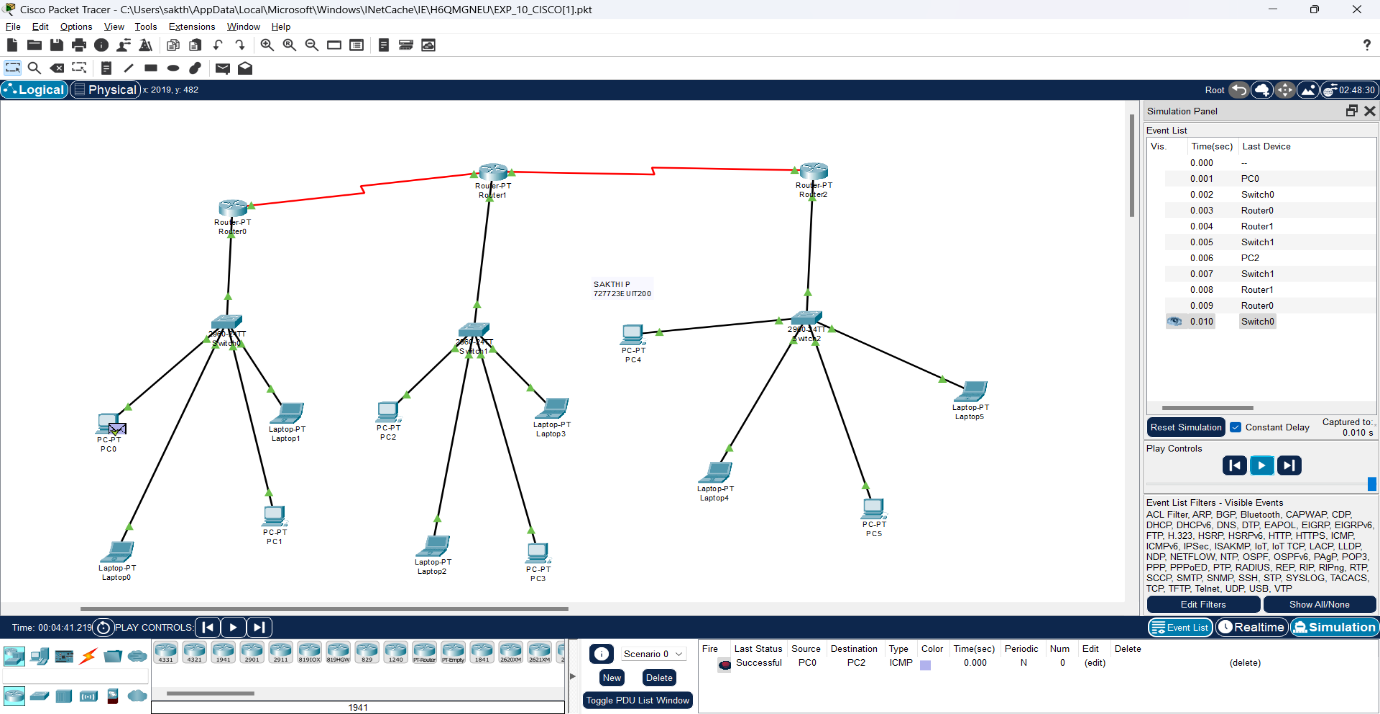 Cisco Packet Tracer - C:\Users\sakth\AppData\Local\Microsoft\Windows\INetCache\IE\H6QMGNEU\EXP_10_CISCO[1].pkt
File Edit Options View Tools Extensions Window Help
?
Logical Physical x: 2019, y: 482 Root 02:48:30
Simulation Panel
Event List
Vis. Time(sec) Last Device
0.000 --
0.001 PC0
0.002 Switch0
0.003 Router0
0.004 Router1
0.005 Switch1
0.006 PC2
0.007 Switch1
0.008 Router1
0.009 Router0
0.010 Switch0
Reset Simulation Constant Delay Captured to:
0.010 s
Play Controls
Event List Filters - Visible Events
ACL Filter, ARP, BGP, Bluetooth, CAPWAP, CDP,
DHCP, DHCPv6, DNS, DTP, EAPOL, EIGRP, EIGRPv6,
FTP, H.323, HSRP, HSRPv6, HTTP, HTTPS, ICMP,
ICMPv6, IPSec, ISAKMP, IoT, IoT TCP, LACP, LLDP,
NDP, NETFLOW, NTP, OSPF, OSPFv6, PAgP, POP3,
PPP, PPPoED, PTP, RADIUS, REP, RIP, RIPng, RTP,
SCCP, SMTP, SNMP, SSH, STP, SYSLOG, TACACS,
TCP, TFTP, Telnet, UDP, USB, VTP
Edit Filters Show All/None
Router-PT
Router0
Router-PT
Router1
Router-PT
Router2
SAKTHI P
727723EUIT200
2960-24TT
Switch0
2960-24TT
Switch1
2960-24TT
Switch2
PC-PT
PC0
Laptop-PT
Laptop0
PC-PT
PC1
Laptop-PT
Laptop1
PC-PT
PC2
Laptop-PT
Laptop2
PC-PT
PC3
Laptop-PT
Laptop3
PC-PT
PC4
Laptop-PT
Laptop4
PC-PT
PC5
Laptop-PT
Laptop5
Time: 00:04:41.219 PLAY CONTROLS: Event List Realtime Simulation
4331 4321 1941 2901 2911 819IOX 819HGW 829 1240 PT-Router PT-Empty 1841 2620XM 2621XM
1941
Scenario 0
New Delete
Toggle PDU List Window
Fire Last Status Source Destination Type Color Time(sec) Periodic Num Edit Delete
Successful PC0 PC2 ICMP 0.000 N 0 (edit) (delete)